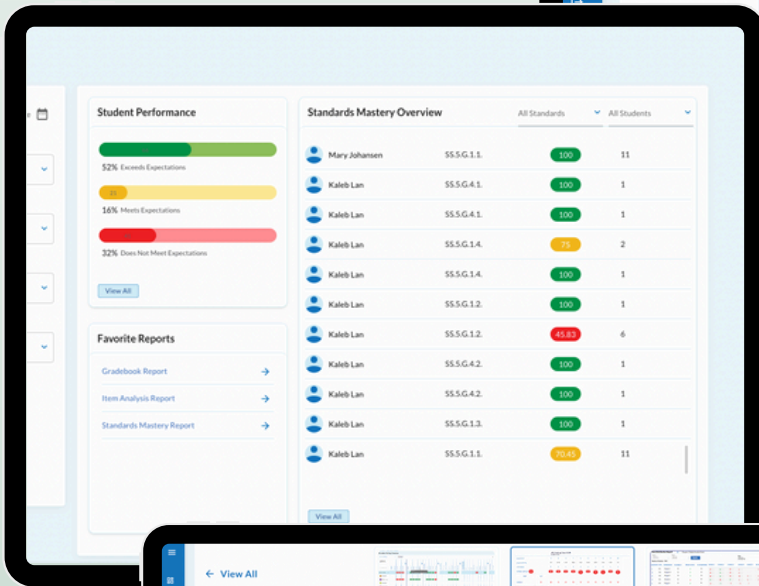 Student Performance
52% Exceeds Expectations
16% Meets Expectations
32% Does Not Meet Expectations
View All
Favorite Reports
Gradebook Report
Item Analysis Report
Standards Mastery Report
Standards Mastery Overview
All Standards
All Students
Mary Johansen SS.5.G.1.1. 100 11
Kaleb Lan SS.5.G.4.1. 100 1
Kaleb Lan SS.5.G.4.1. 100 1
Kaleb Lan SS.5.G.1.4. 75 2
Kaleb Lan SS.5.G.1.4. 100 1
Kaleb Lan SS.5.G.1.2. 100 1
Kaleb Lan SS.5.G.1.2. 45.83 6
Kaleb Lan SS.5.G.4.2. 100 1
Kaleb Lan SS.5.G.4.2. 100 1
Kaleb Lan SS.5.G.1.3. 100 1
Kaleb Lan SS.5.G.1.1. 70.45 11
View All
View All